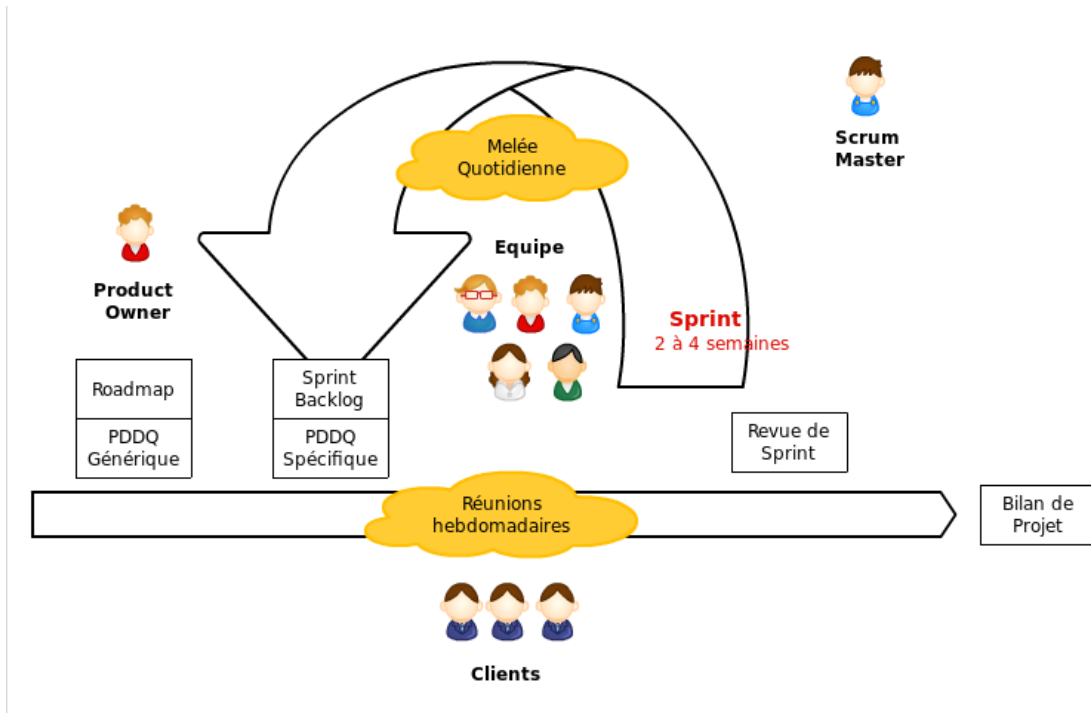 Melée
Quotidienne
Scrum
Master
Equipe
Product
Owner
Sprint
2 à 4 semaines
Roadmap
PDDQ
Générique
Sprint
Backlog
PDDQ
Spécifique
Revue de
Sprint
Réunions
hebdomadaires
Bilan de
Projet
Clients